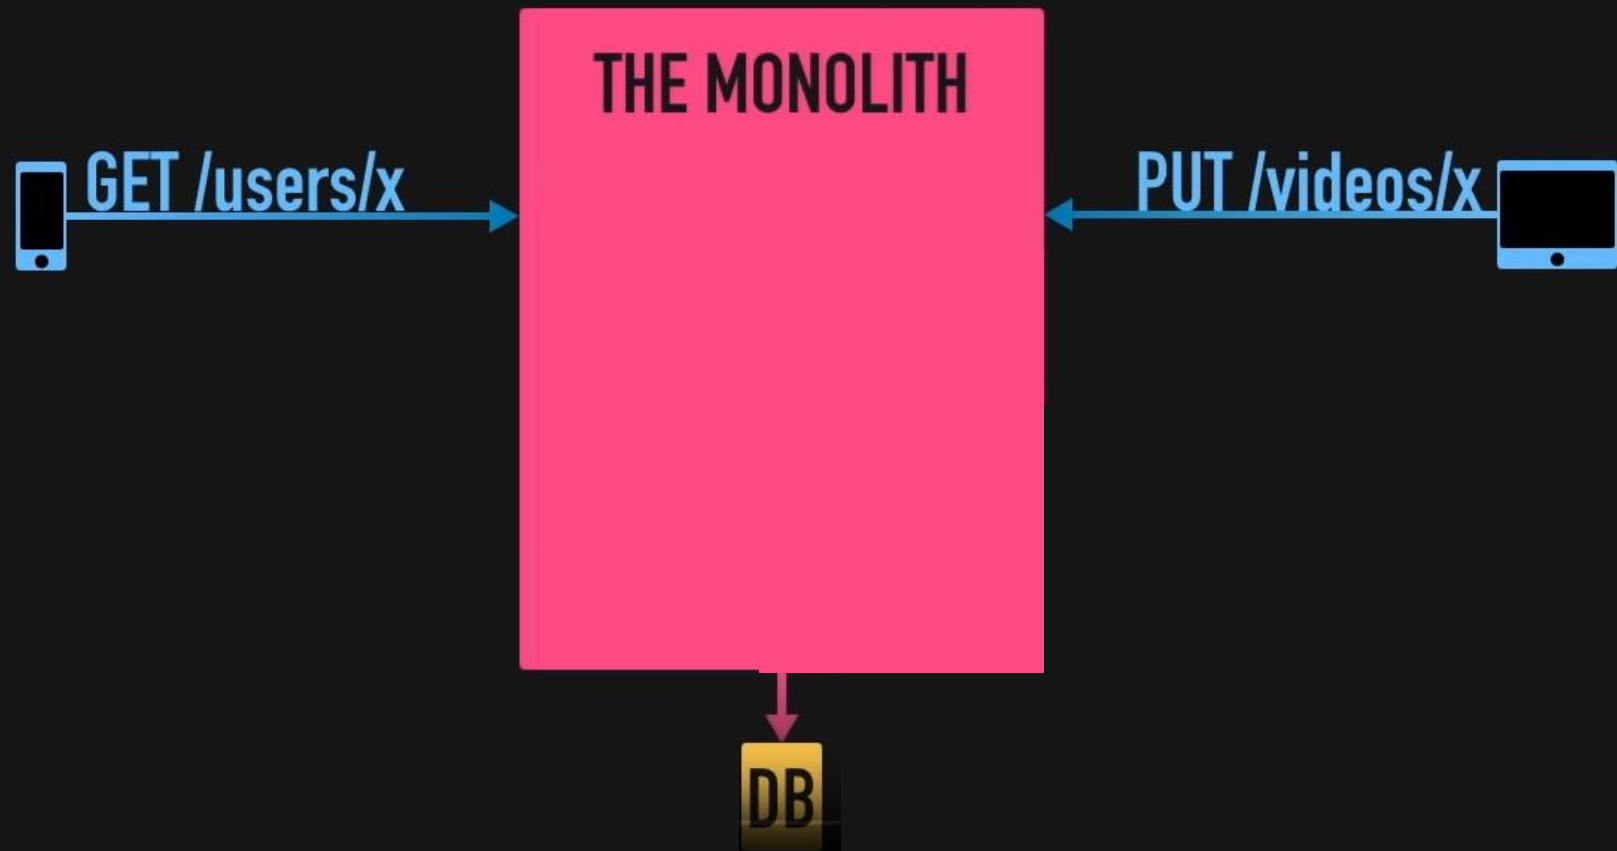 THE MONOLITH
GET /users/x
PUT /videos/x
DB